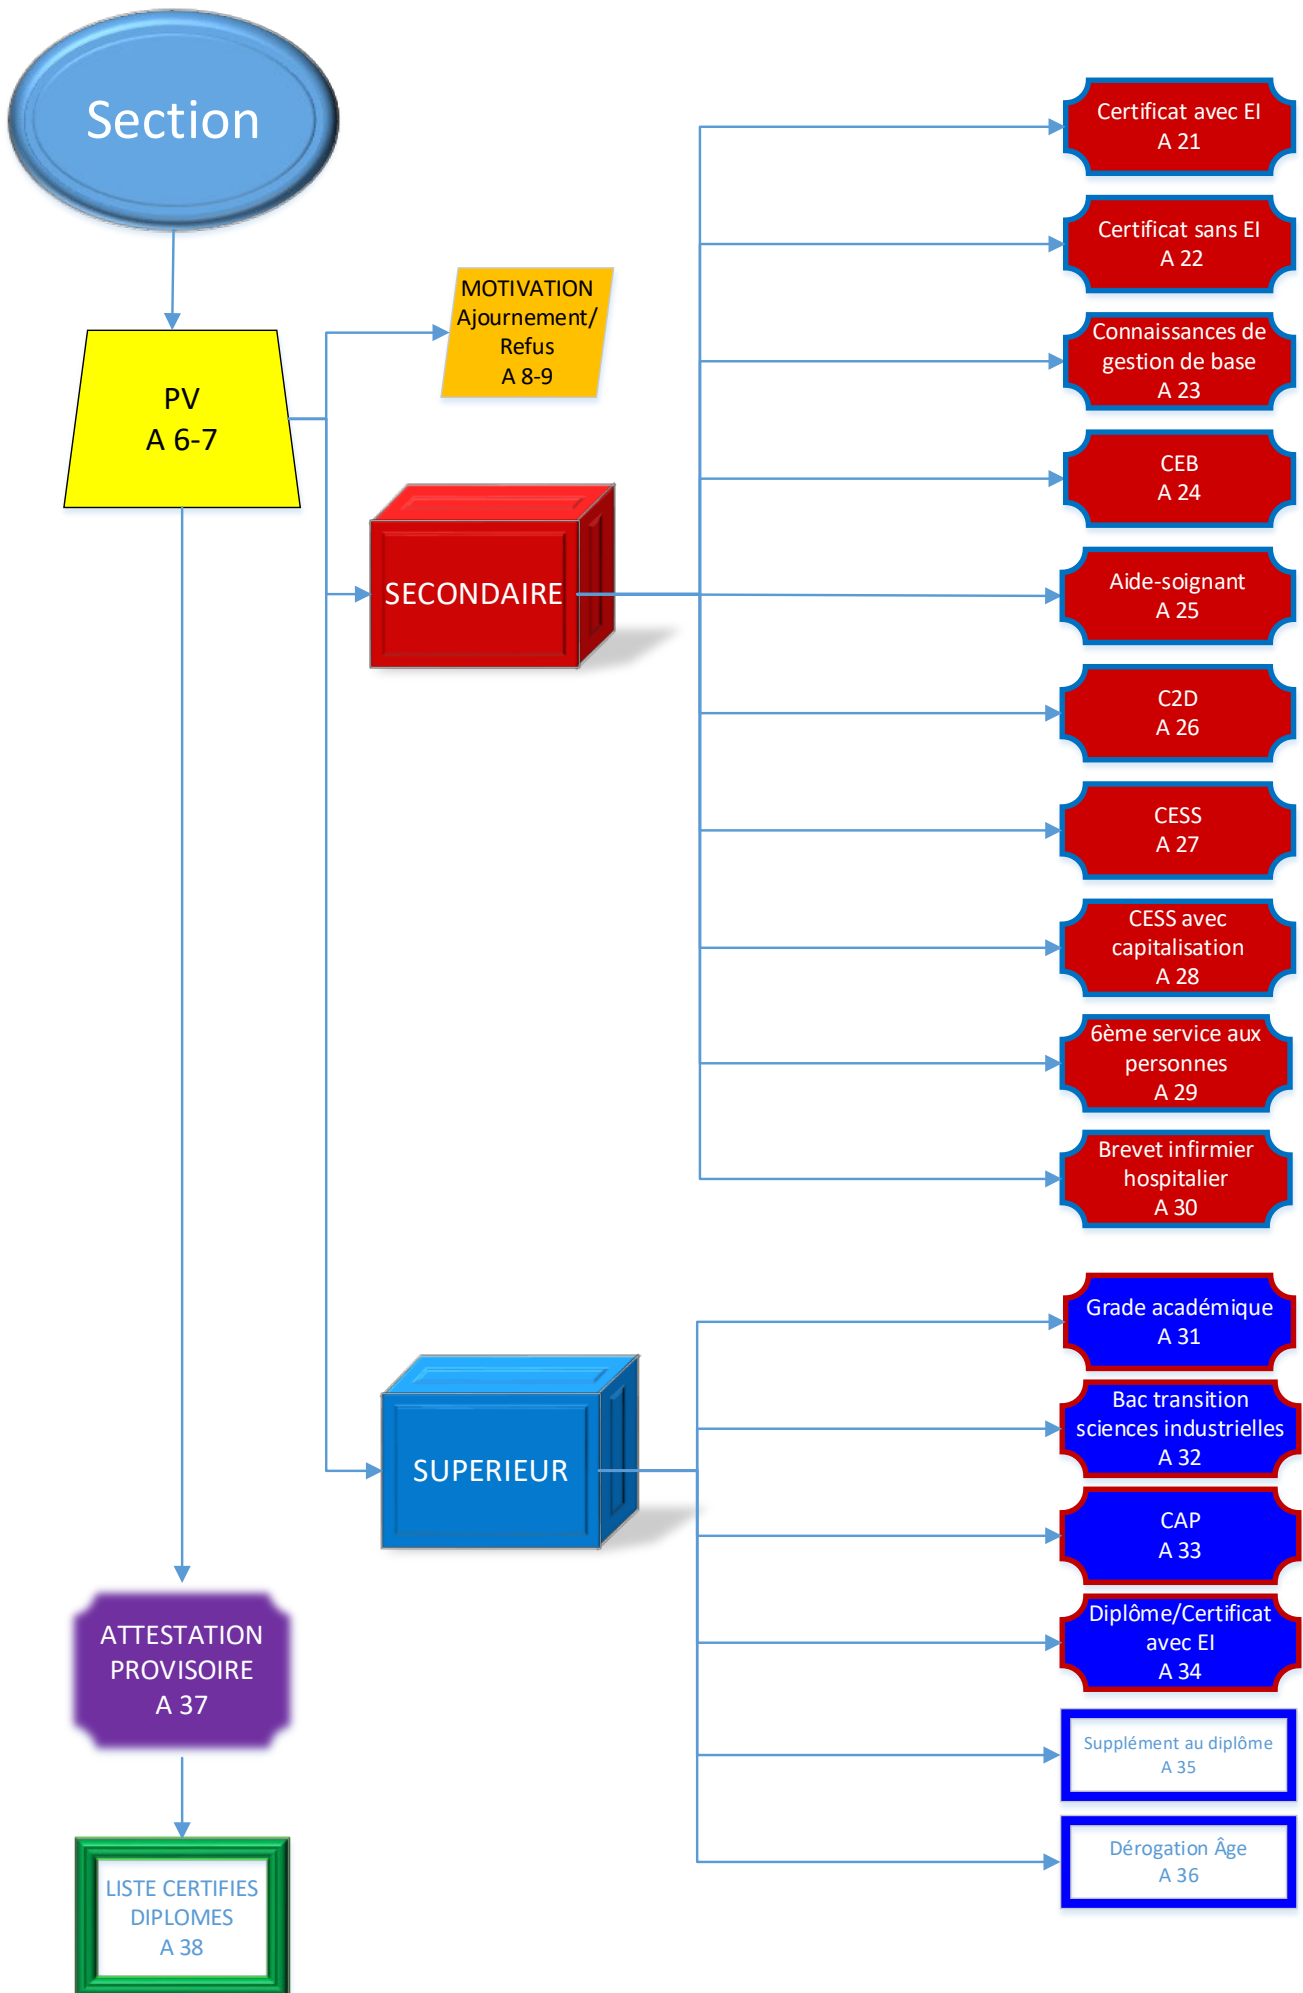 Section
PV
A 6-7
MOTIVATION
Ajournement/
Refus
A 8-9
SECONDAIRE
Certificat avec EI
A 21
Certificat sans EI
A 22
Connaissances de
gestion de base
A 23
CEB
A 24
Aide-soignant
A 25
C2D
A 26
CESS
A 27
CESS avec
capitalisation
A 28
6ème service aux
personnes
A 29
Brevet infirmier
hospitalier
A 30
SUPERIEUR
Grade académique
A 31
Bac transition
sciences industrielles
A 32
CAP
A 33
Diplôme/Certificat
avec EI
A 34
Supplément au diplôme
A 35
Dérogation Âge
A 36
ATTESTATION
PROVISOIRE
A 37
LISTE CERTIFIES
DIPLOMES
A 38